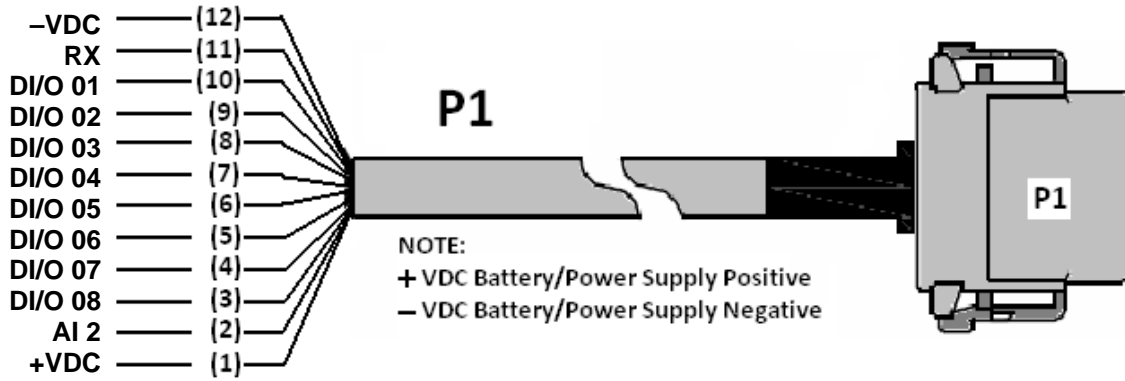 –VDC (12)
RX (11)
DI/O 01 (10)
DI/O 02 (9)
DI/O 03 (8)
DI/O 04 (7)
DI/O 05 (6)
DI/O 06 (5)
DI/O 07 (4)
DI/O 08 (3)
AI 2 (2)
+VDC (1)
P1
NOTE:
+ VDC Battery/Power Supply Positive
– VDC Battery/Power Supply Negative
P1